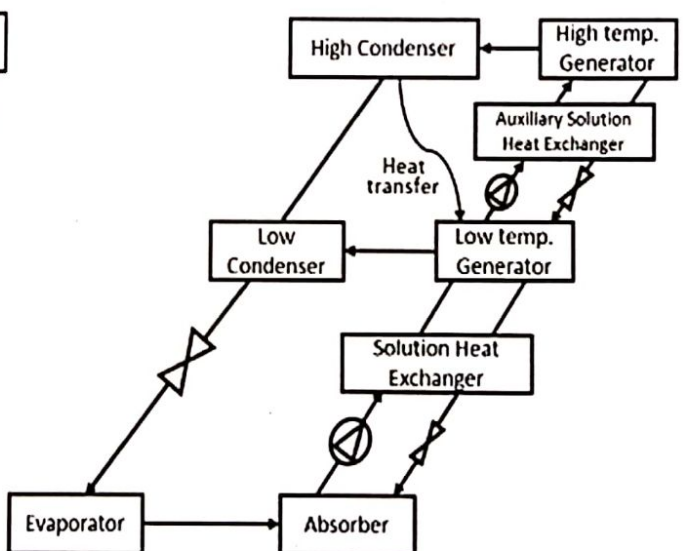 High Condenser
High temp.
Generator
Auxiliary Solution
Heat Exchanger
Heat
transfer
Low
Condenser
Low temp.
Generator
Solution Heat
Exchanger
Evaporator
Absorber